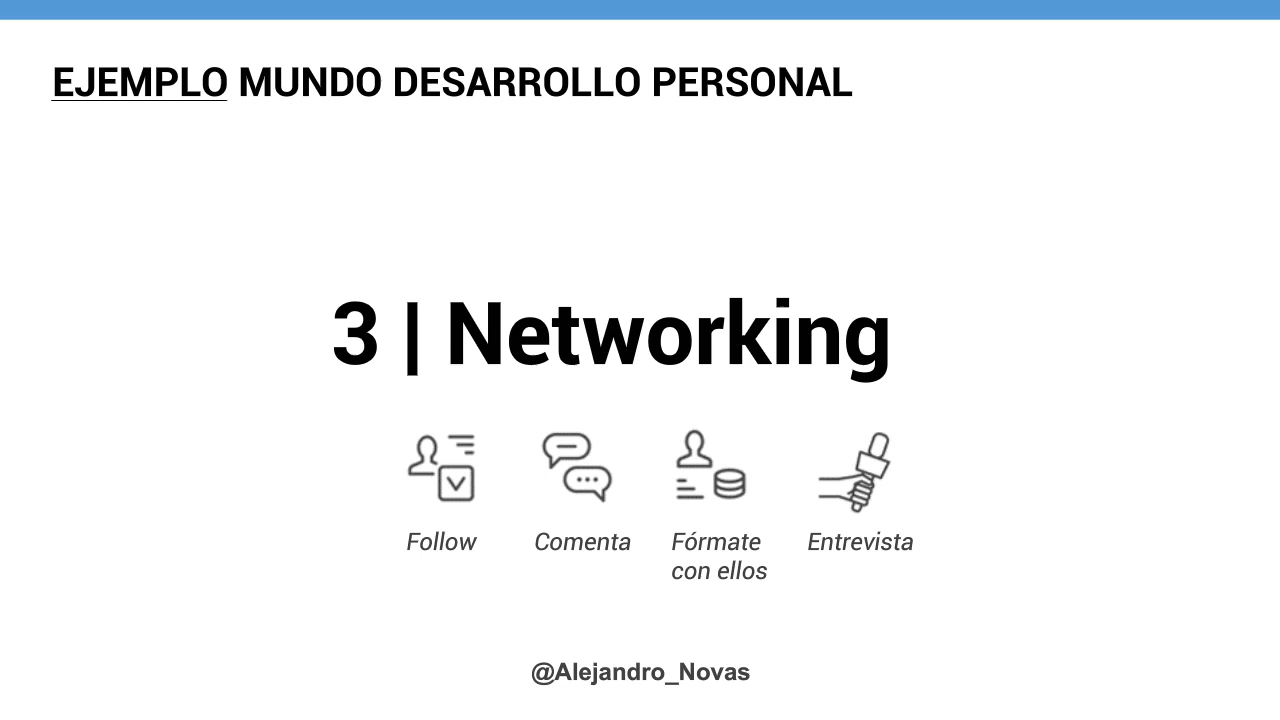 EJEMPLO MUNDO DESARROLLO PERSONAL
3 | Networking
Follow
Comenta
Fórmate
con ellos
Entrevista
@Alejandro_Novas